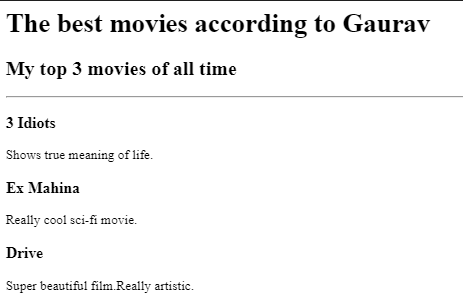 The best movies according to Gaurav
My top 3 movies of all time
3 Idiots
Shows true meaning of life.
Ex Mahina
Really cool sci-fi movie.
Drive
Super beautiful film.Really artistic.